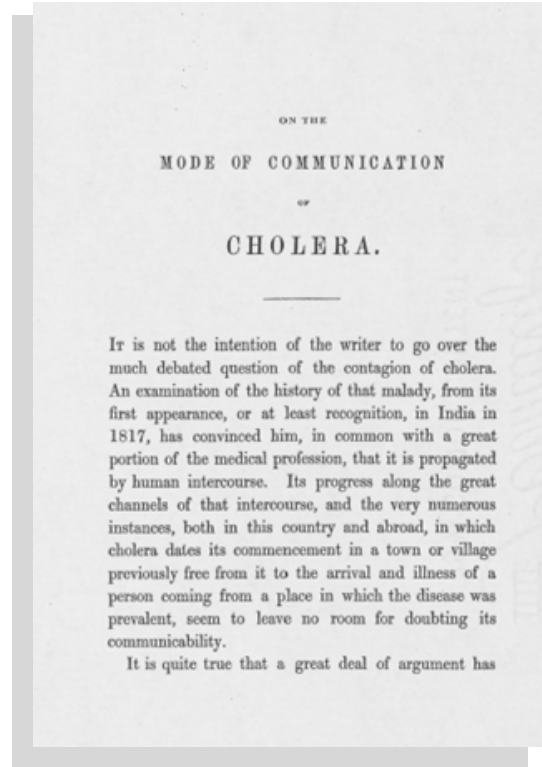 ON THE
MODE OF COMMUNICATION
OF
CHOLERA.
IT is not the intention of the writer to go over the
much debated question of the contagion of cholera.
An examination of the history of that malady, from its
first appearance, or at least recognition, in India in
1817, has convinced him, in common with a great
portion of the medical profession, that it is propagated
by human intercourse. Its progress along the great
channels of that intercourse, and the very numerous
instances, both in this country and abroad, in which
cholera dates its commencement in a town or village
previously free from it to the arrival and illness of a
person coming from a place in which the disease was
prevalent, seem to leave no room for doubting its
communicability.
It is quite true that a great deal of argument has